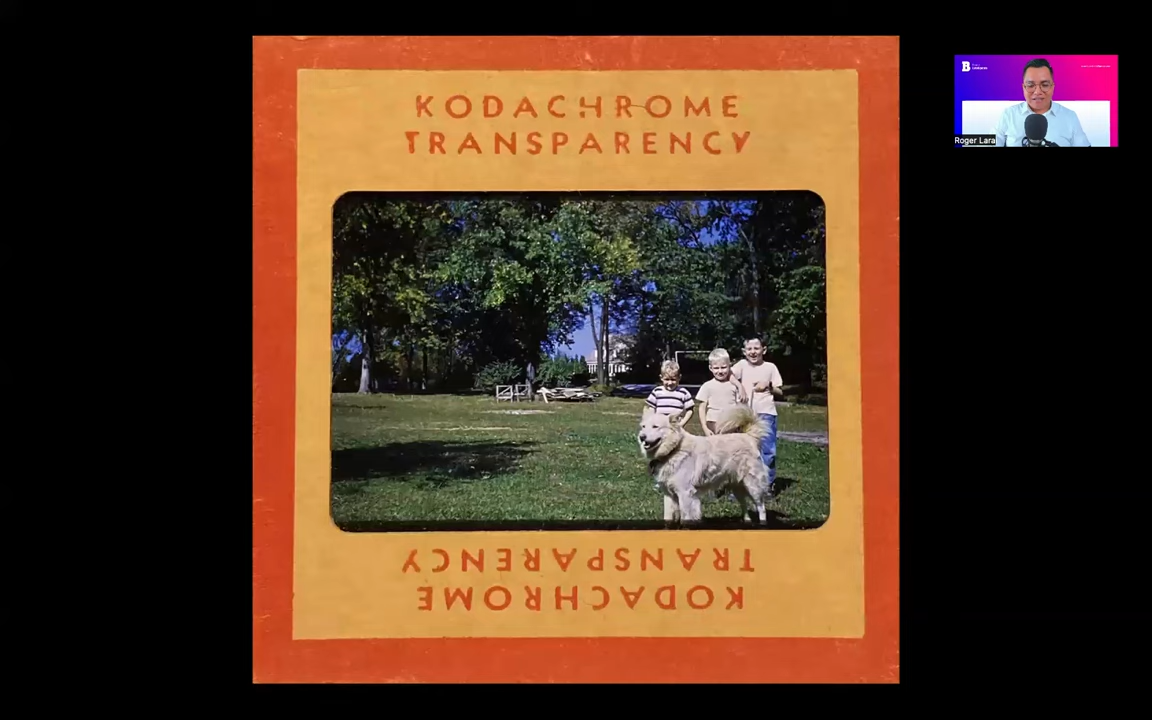 KODACHROME
TRANSPARENCY
TRANSPARENCY
KODACHROME
B
Roger Lara